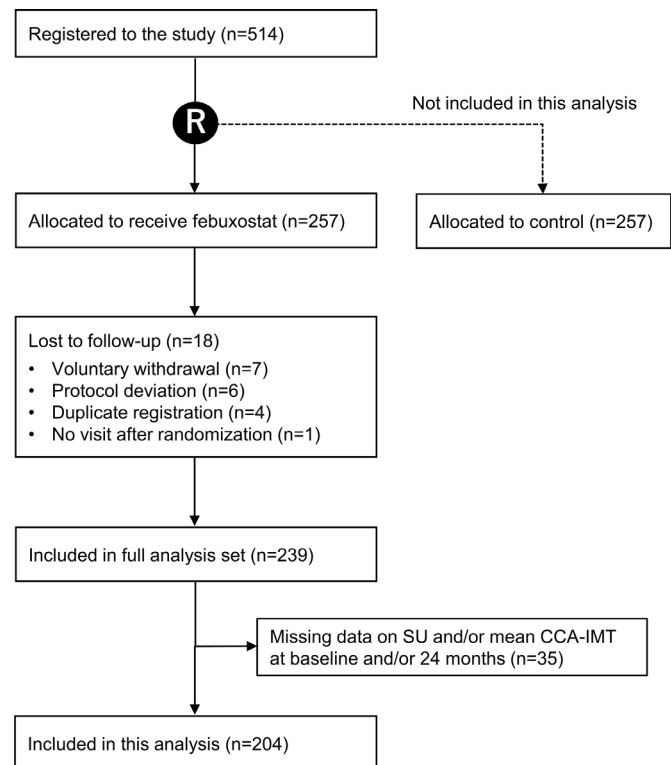 Registered to the study (n=514)
R
Not included in this analysis
Allocated to receive febuxostat (n=257)
Allocated to control (n=257)
Lost to follow-up (n=18)
• Voluntary withdrawal (n=7)
• Protocol deviation (n=6)
• Duplicate registration (n=4)
• No visit after randomization (n=1)
Included in full analysis set (n=239)
Missing data on SU and/or mean CCA-IMT
at baseline and/or 24 months (n=35)
Included in this analysis (n=204)